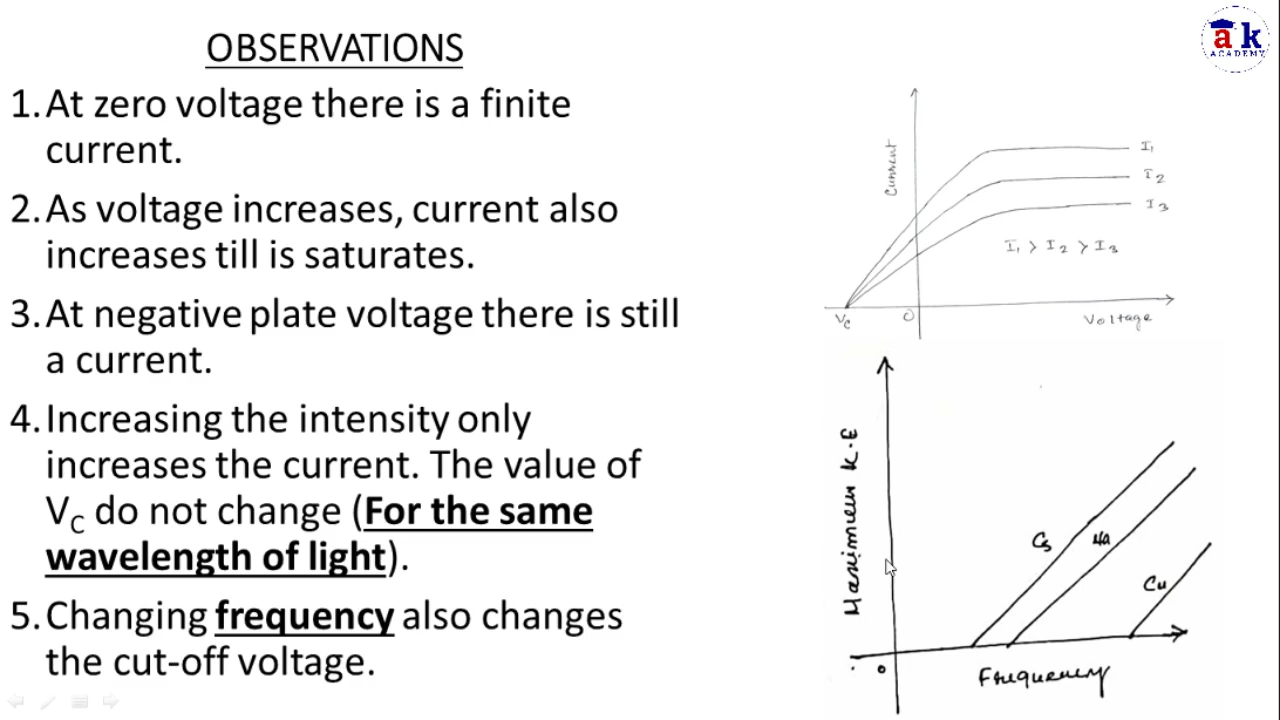 OBSERVATIONS
1. At zero voltage there is a finite
current.
2. As voltage increases, current also
increases till is saturates.
3. At negative plate voltage there is still
a current.
4. Increasing the intensity only
increases the current. The value of
VC do not change (For the same
wavelength of light).
5. Changing frequency also changes
the cut-off voltage.
ak
ACADEMY
Current
I1
I2
I3
I1 > I2 > I3
VC
O
Voltage
Maximum K.E
Cs
Na
Cu
0
Frequency